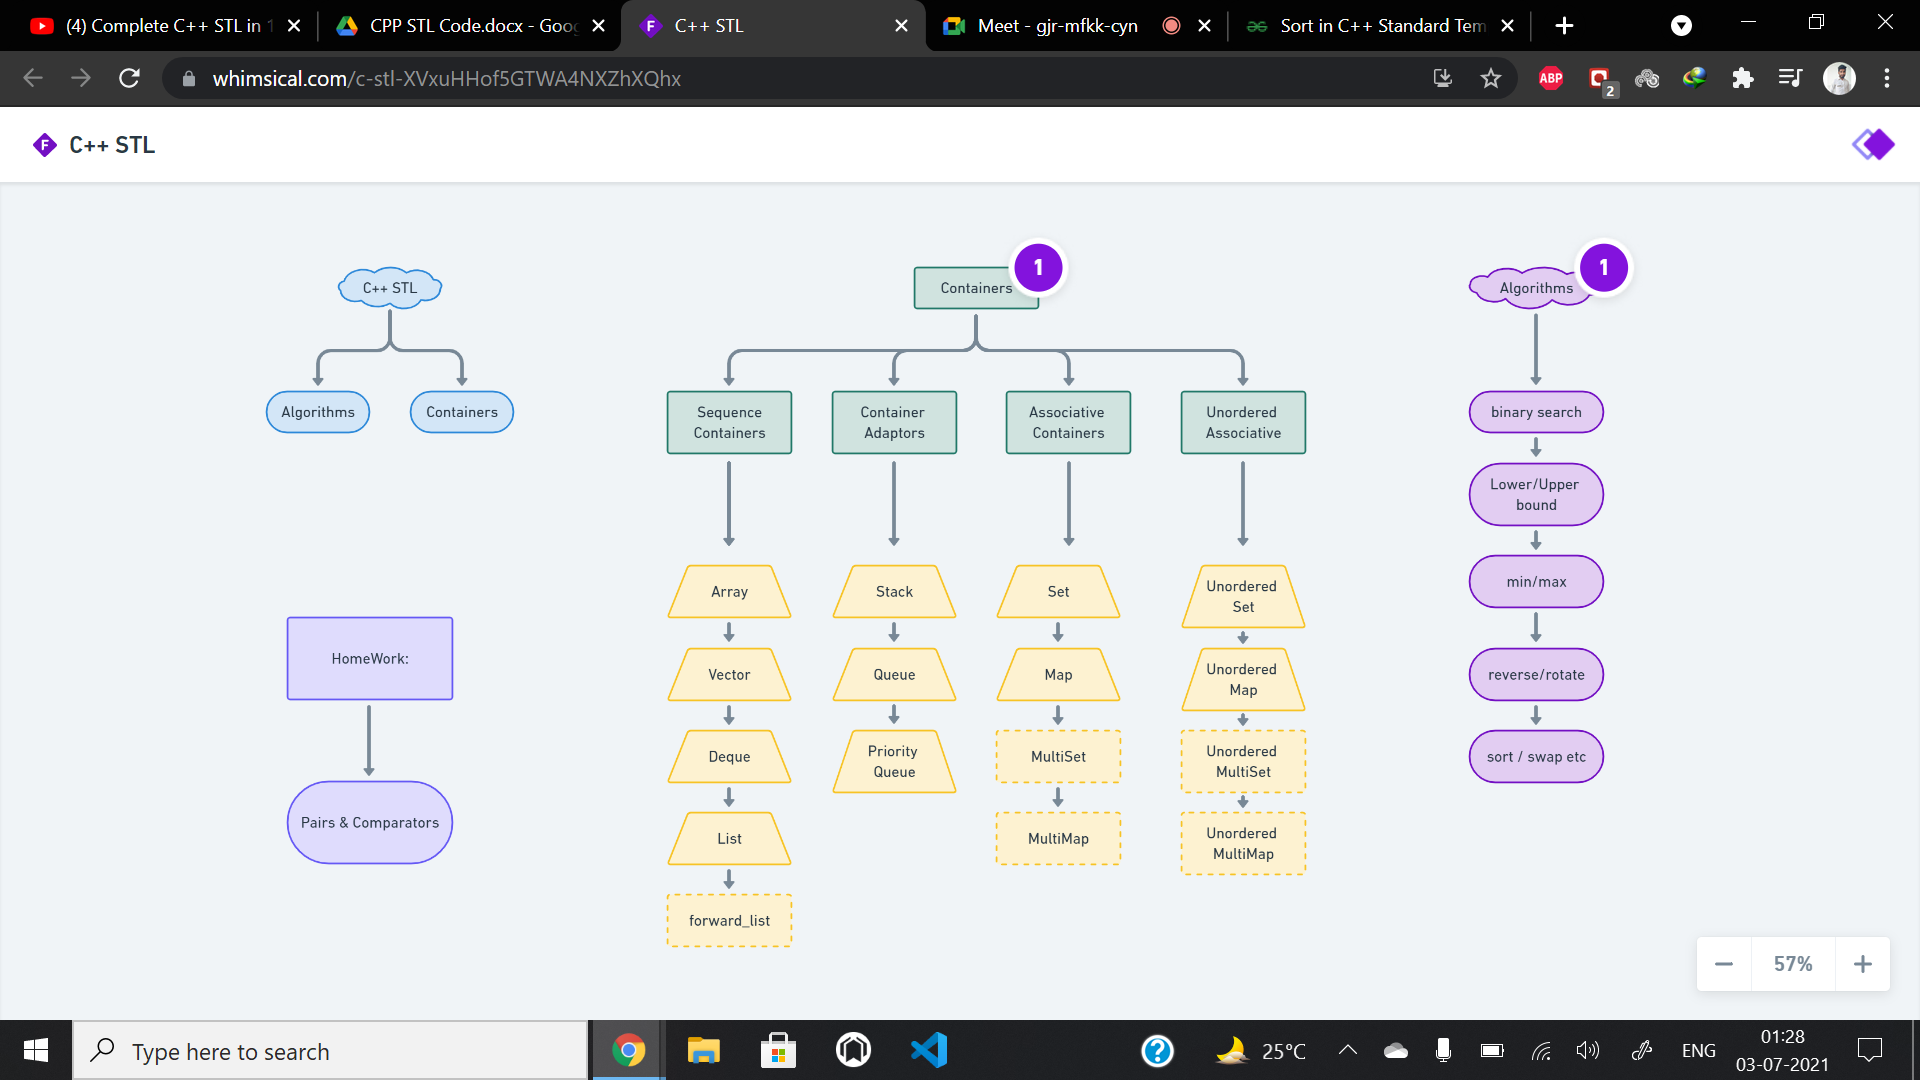 (4) Complete C++ STL in 1
CPP STL Code.docx - Goo
C++ STL
Meet - gjr-mfkk-cyn
Sort in C++ Standard Tem
whimsical.com/c-stl-XVxuHHof5GTWA4NXZhXQhx
ABP
2
F
C++ STL
C++ STL
Algorithms
Containers
HomeWork:
Pairs & Comparators
Containers
1
Sequence
Containers
Container
Adaptors
Associative
Containers
Unordered
Associative
Array
Vector
Deque
List
forward_list
Stack
Queue
Priority
Queue
Set
Map
MultiSet
MultiMap
Unordered
Set
Unordered
Map
Unordered
MultiSet
Unordered
MultiMap
Algorithms
1
binary search
Lower/Upper
bound
min/max
reverse/rotate
sort / swap etc
57%
Type here to search
25°C
ENG
01:28
03-07-2021